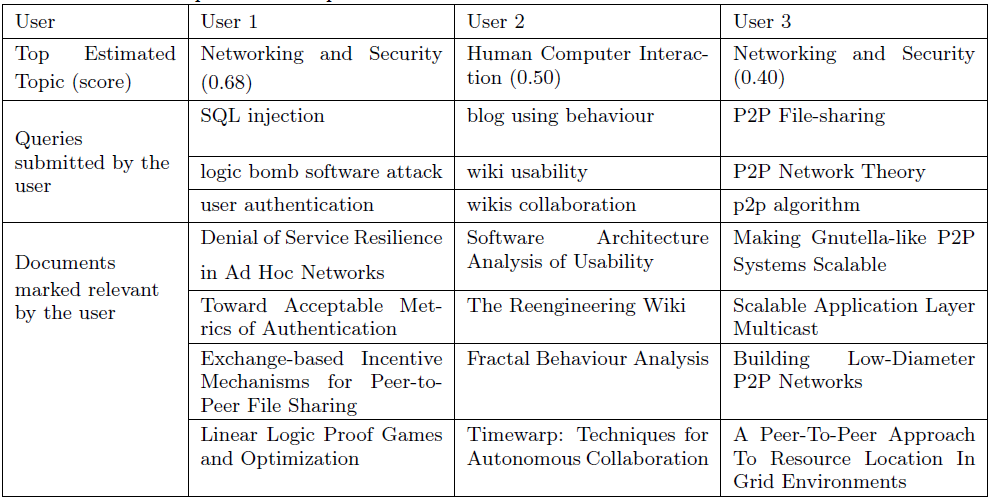 User
User 1
User 2
User 3
Top Estimated
Topic (score)
Networking and Security
(0.68)
Human Computer Interac-
tion (0.50)
Networking and Security
(0.40)
Queries
submitted by the
user
SQL injection
blog using behaviour
P2P File-sharing
logic bomb software attack
wiki usability
P2P Network Theory
user authentication
wikis collaboration
p2p algorithm
Documents
marked relevant
by the user
Denial of Service Resilience
in Ad Hoc Networks
Software Architecture
Analysis of Usability
Making Gnutella-like P2P
Systems Scalable
Toward Acceptable Met-
rics of Authentication
The Reengineering Wiki
Scalable Application Layer
Multicast
Exchange-based Incentive
Mechanisms for Peer-to-
Peer File Sharing
Fractal Behaviour Analysis
Building Low-Diameter
P2P Networks
Linear Logic Proof Games
and Optimization
Timewarp: Techniques for
Autonomous Collaboration
A Peer-To-Peer Approach
To Resource Location In
Grid Environments